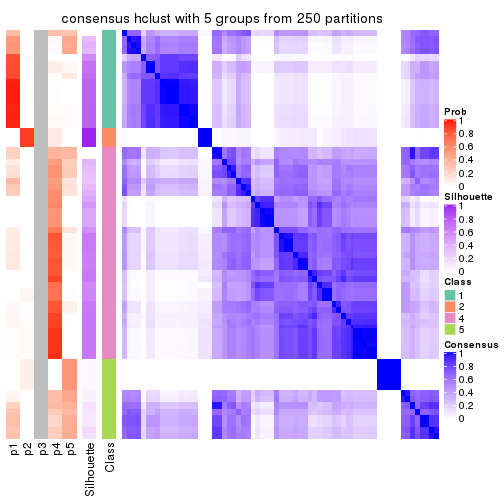 consensus hclust with 5 groups from 250 partitions
Prob
1
0.8
0.6
0.4
0.2
0
Silhouette
1
0.8
0.6
0.4
0.2
0
Class
1
2
4
5
Consensus
1
0.8
0.6
0.4
0.2
0
p1
p2
p3
p4
p5
Silhouette
Class